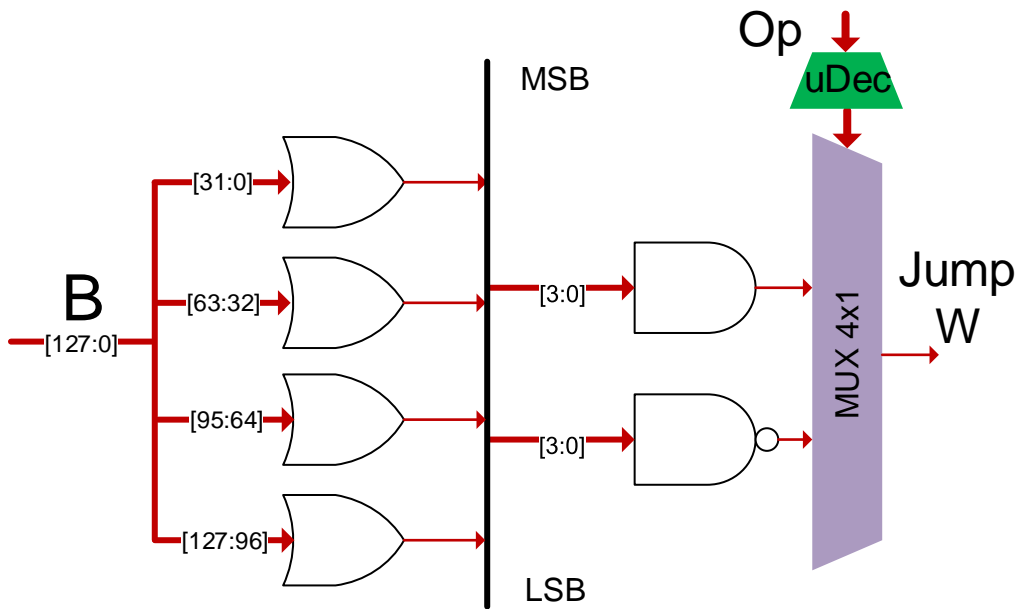 Op
uDec
MSB
[31:0]
B
[127:0]
[63:32]
[3:0]
[95:64]
[3:0]
[127:96]
LSB
MUX 4x1
Jump
W